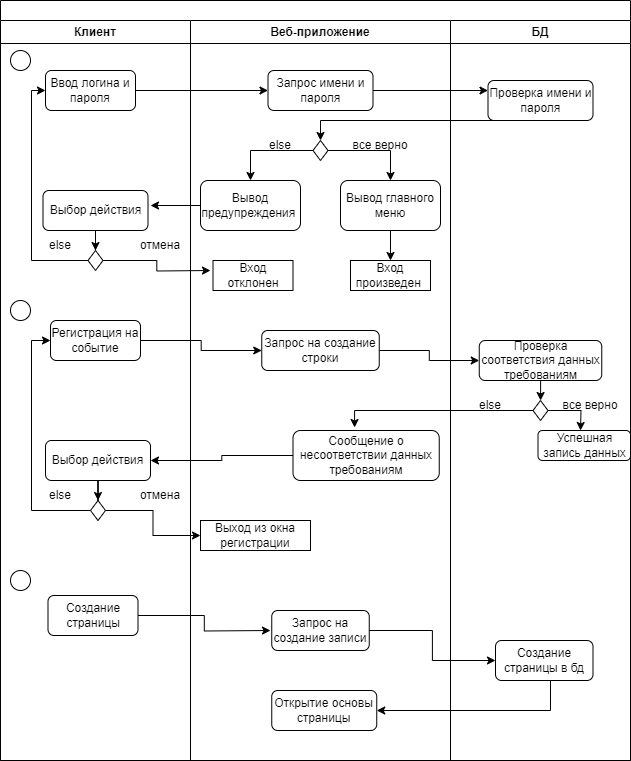 Клиент
Веб-приложение
БД
Ввод логина и
пароля
Запрос имени и
пароля
Проверка имени и
пароля
else
все верно
Выбор действия
Вывод
предупреждения
Вывод главного
меню
else
отмена
Вход
отклонен
Вход
произведен
Регистрация на
событие
Запрос на создание
строки
Проверка
соответствия данных
требованиям
else
все верно
Выбор действия
Сообщение о
несоответствии данных
требованиям
Успешная
запись данных
else
отмена
Выход из окна
регистрации
Создание
страницы
Запрос на
создание записи
Создание
страницы в бд
Открытие основы
страницы